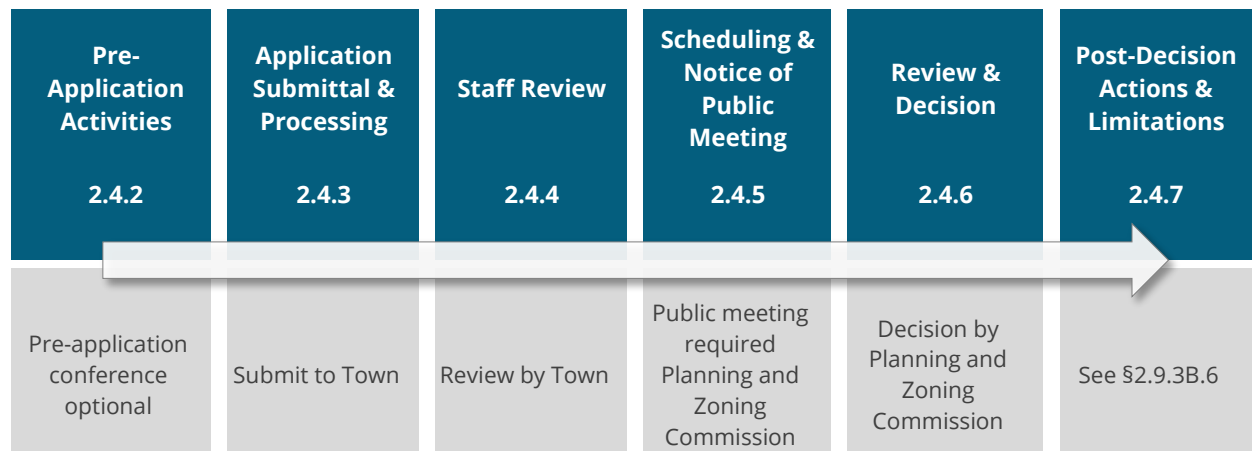 Pre-
Application
Activities
2.4.2
Application
Submittal &
Processing
2.4.3
Staff Review
2.4.4
Scheduling &
Notice of
Public
Meeting
2.4.5
Review &
Decision
2.4.6
Post-Decision
Actions &
Limitations
2.4.7
Pre-application
conference
optional
Submit to Town
Review by Town
Public meeting
required
Planning and
Zoning
Commission
Decision by
Planning and
Zoning
Commission
See §2.9.3B.6